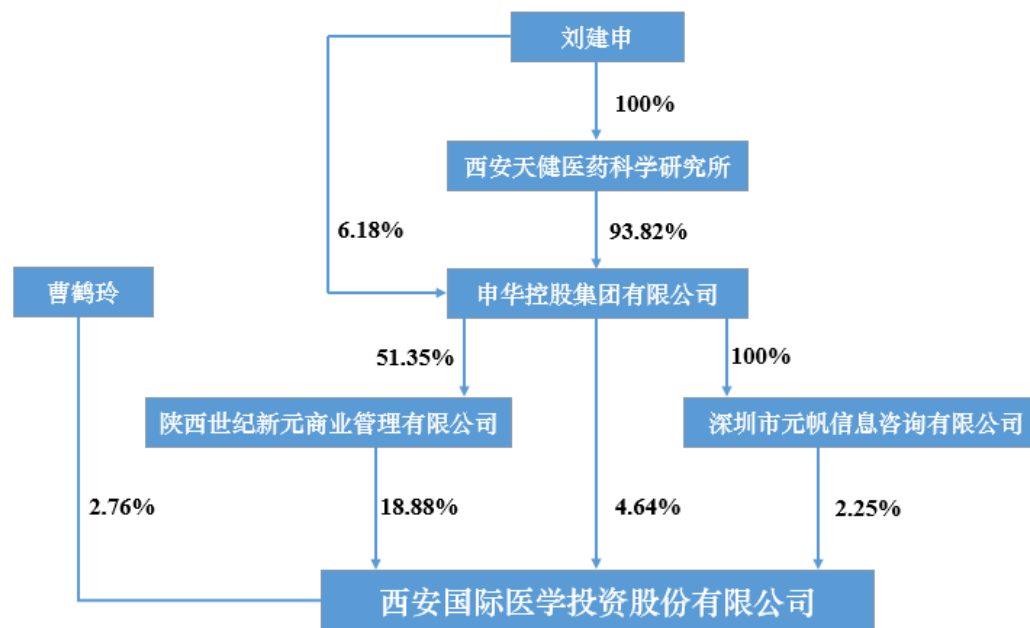 刘建申
100%
西安天健医药科学研究所
6.18%
93.82%
曹鹤玲
申华控股集团有限公司
51.35%
100%
陕西世纪新元商业管理有限公司
深圳市元帆信息咨询有限公司
2.76%
18.88%
4.64%
2.25%
西安国际医学投资股份有限公司